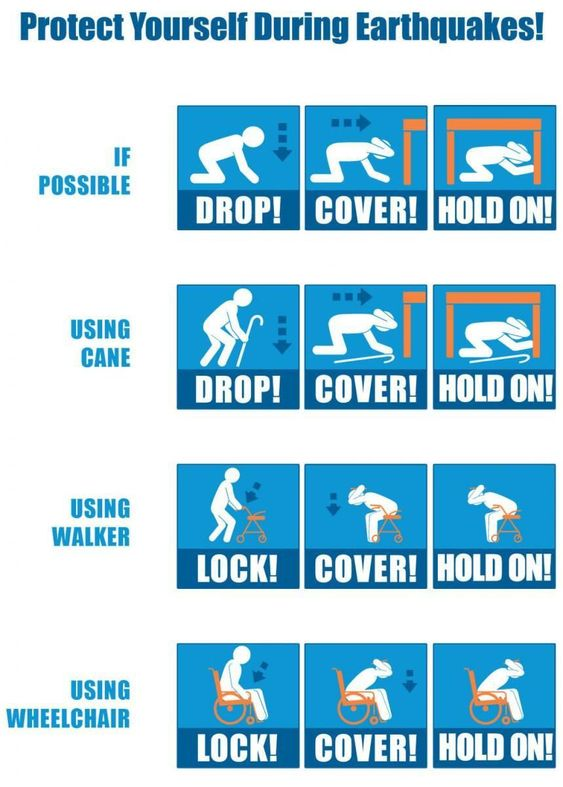 Protect Yourself During Earthquakes!
IF
POSSIBLE
DROP!
COVER!
HOLD ON!
USING
CANE
DROP!
COVER!
HOLD ON!
USING
WALKER
LOCK!
COVER!
HOLD ON!
USING
WHEELCHAIR
LOCK!
COVER!
HOLD ON!